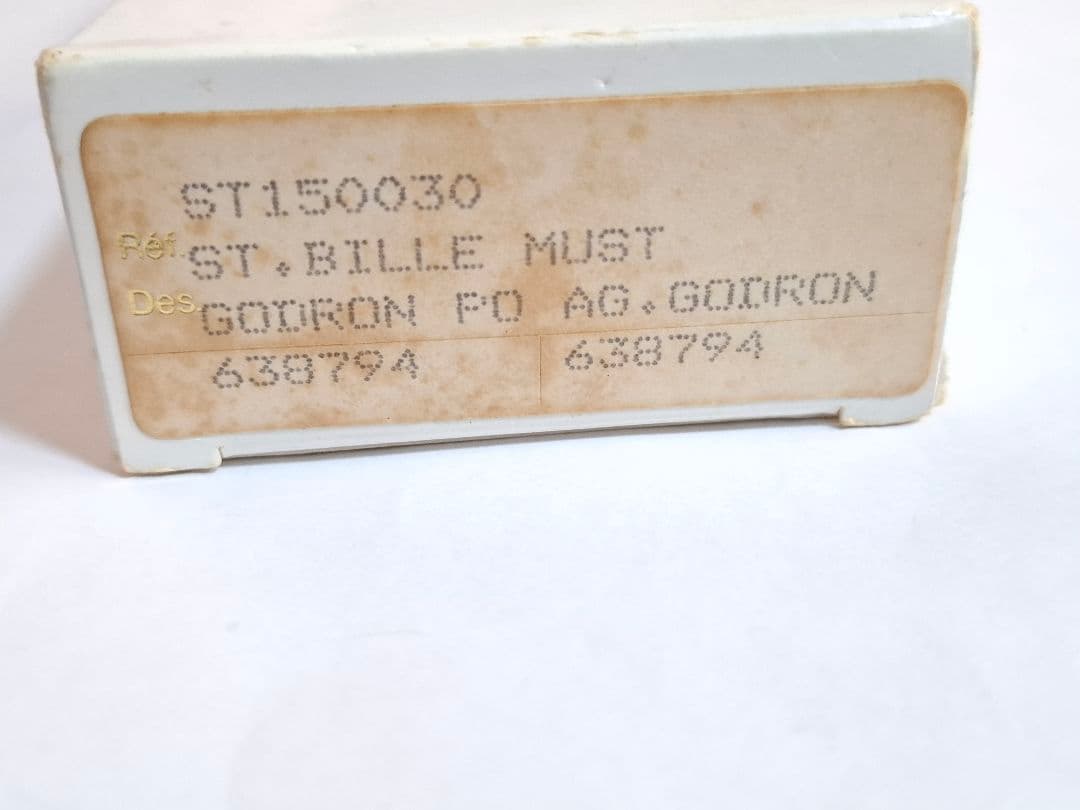 ST150030
Réf. ST.BILLE MUST
Des. GODRON PO AG.GODRON
638794 638794